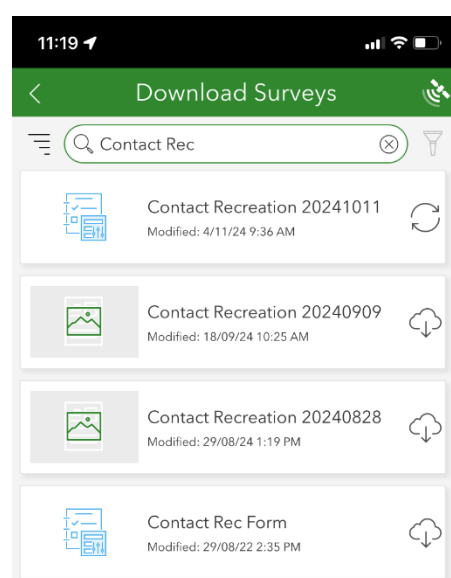 11:19
Download Surveys
Contact Rec
Contact Recreation 20241011
Modified: 4/11/24 9:36 AM
Contact Recreation 20240909
Modified: 18/09/24 10:25 AM
Contact Recreation 20240828
Modified: 29/08/24 1:19 PM
Contact Rec Form
Modified: 29/08/22 2:35 PM